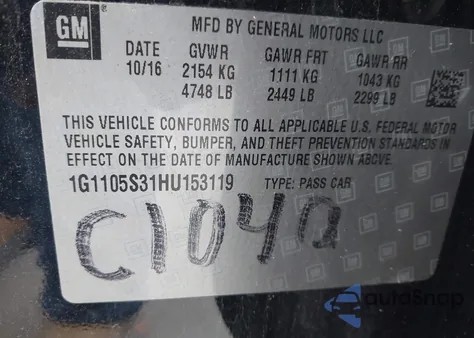 GM
MFD BY GENERAL MOTORS LLC
DATE GVWR GAWR FRT GAWR RR
10/16 2154 KG 1111 KG 1043 KG
4748 LB 2449 LB 2299 LB
THIS VEHICLE CONFORMS TO ALL APPLICABLE U.S. FEDERAL MOTOR
VEHICLE SAFETY, BUMPER, AND THEFT PREVENTION STANDARDS IN
EFFECT ON THE DATE OF MANUFACTURE SHOWN ABOVE.
1G1105S31HU153119 TYPE: PASS CAR
autoSnap